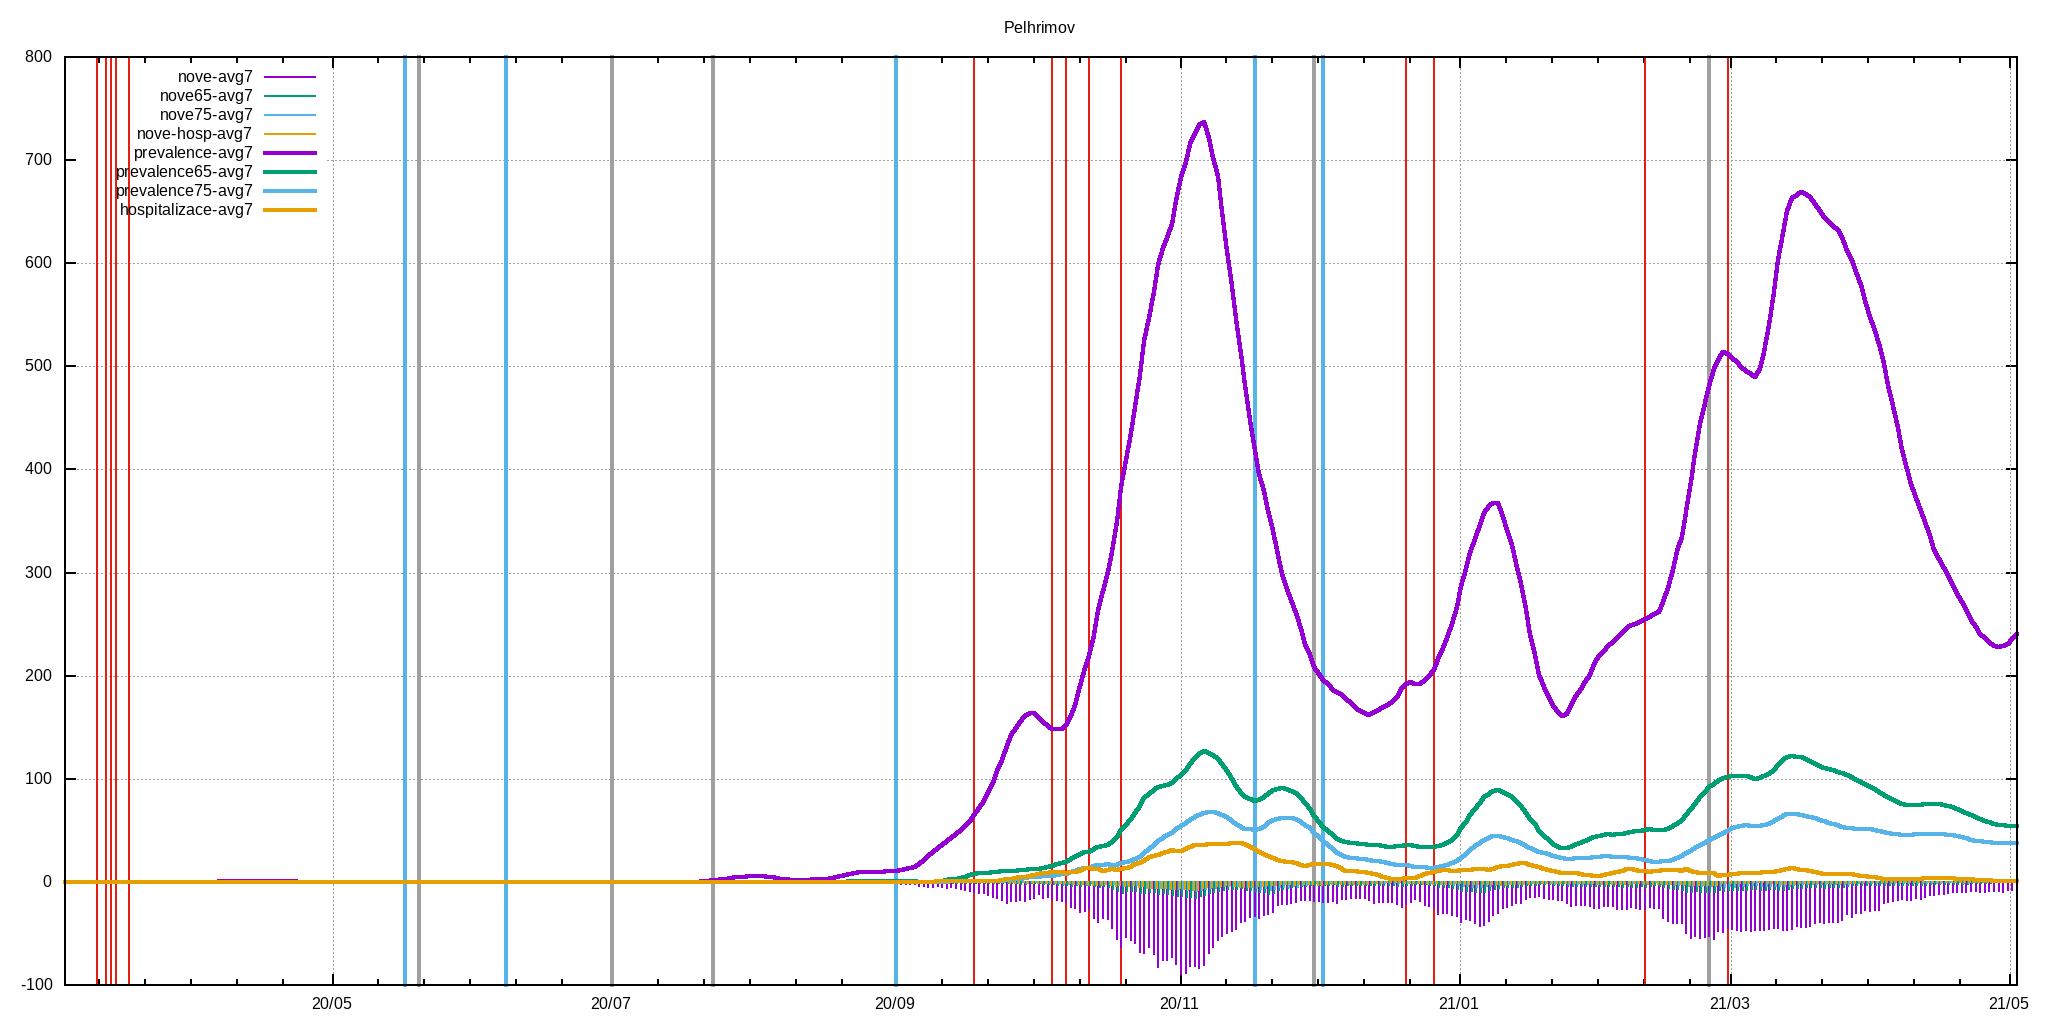 Pelhrimov
800
700
600
500
400
300
200
100
0
-100
nove-avg7
nove65-avg7
nove75-avg7
nove-hosp-avg7
prevalence-avg7
prevalence65-avg7
prevalence75-avg7
hospitalizace-avg7
20/05 20/07 20/09 20/11 21/01 21/03 21/05